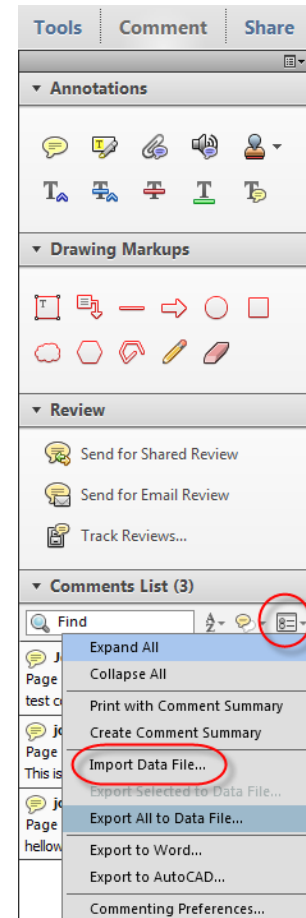 Tools Comment Share
Annotations
Drawing Markups
Review
Send for Shared Review
Send for Email Review
Track Reviews...
Comments List (3)
Find
Expand All
Collapse All
Page
test
Print with Comment Summary
Create Comment Summary
Import Data File...
Page
This is
Export Selected to Data File...
Export All to Data File...
Page
hellow
Export to Word...
Export to AutoCAD...
Commenting Preferences...